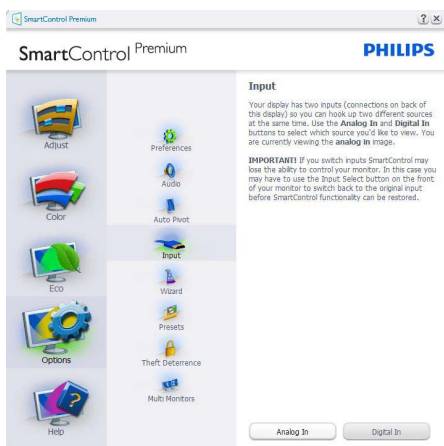 SmartControl Premium
? X
SmartControl Premium
PHILIPS
Adjust
Color
Eco
Options
Help
Preferences
Audio
Auto Pivot
Input
Wizard
Presets
Theft Deterrence
Multi Monitors
Input
Your display has two inputs (connections on back of
this display) so you can hook up two different sources
at the same time. Use the Analog In and Digital In
buttons to select which source you'd like to view. You
are currently viewing the analog in image.
IMPORTANT! If you switch inputs SmartControl may
lose the ability to control your monitor. In this case you
may have to use the Input Select button on the front
of your monitor to switch back to the original input
before SmartControl functionality can be restored.
Analog In
Digital In